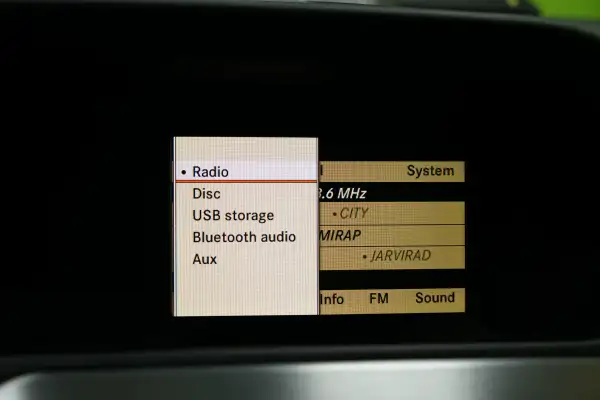 • Radio
System
Disc
.6 MHz
USB storage
• CITY
Bluetooth audio
MIRAP
Aux
• JARVIRAD
Info
FM
Sound